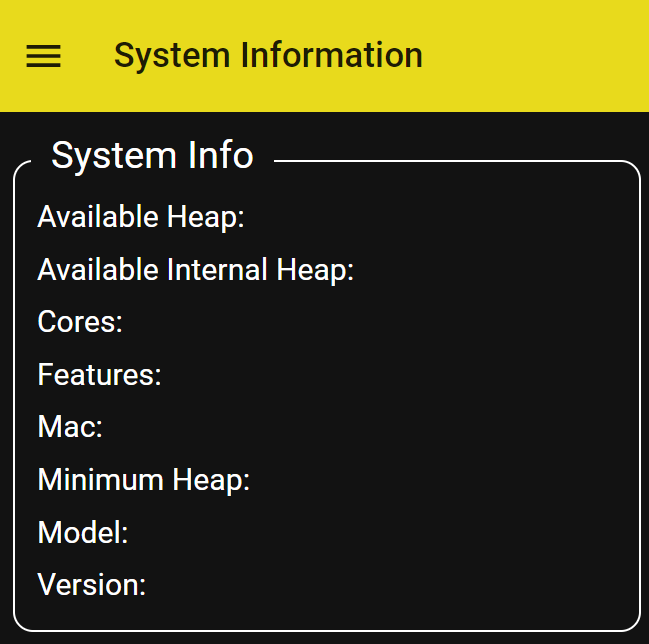 System Information
System Info
Available Heap:
Available Internal Heap:
Cores:
Features:
Mac:
Minimum Heap:
Model:
Version: